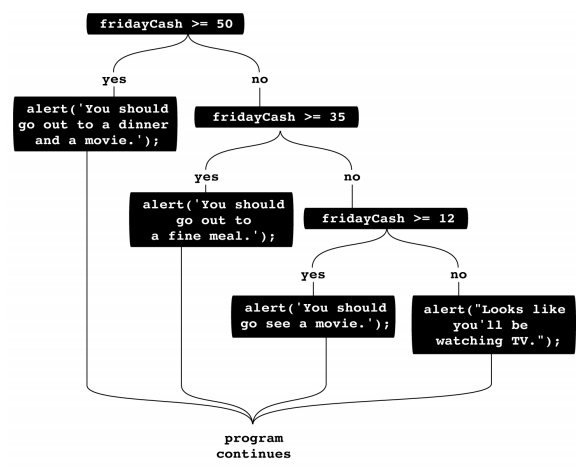 fridayCash >= 50
yes
no
alert('You should
go out to a dinner
and a movie.');
fridayCash >= 35
yes
no
alert('You should
go out to
a fine meal.');
fridayCash >= 12
yes
no
alert('You should
go see a movie.');
alert("Looks like
you'll be
watching TV.");
program
continues